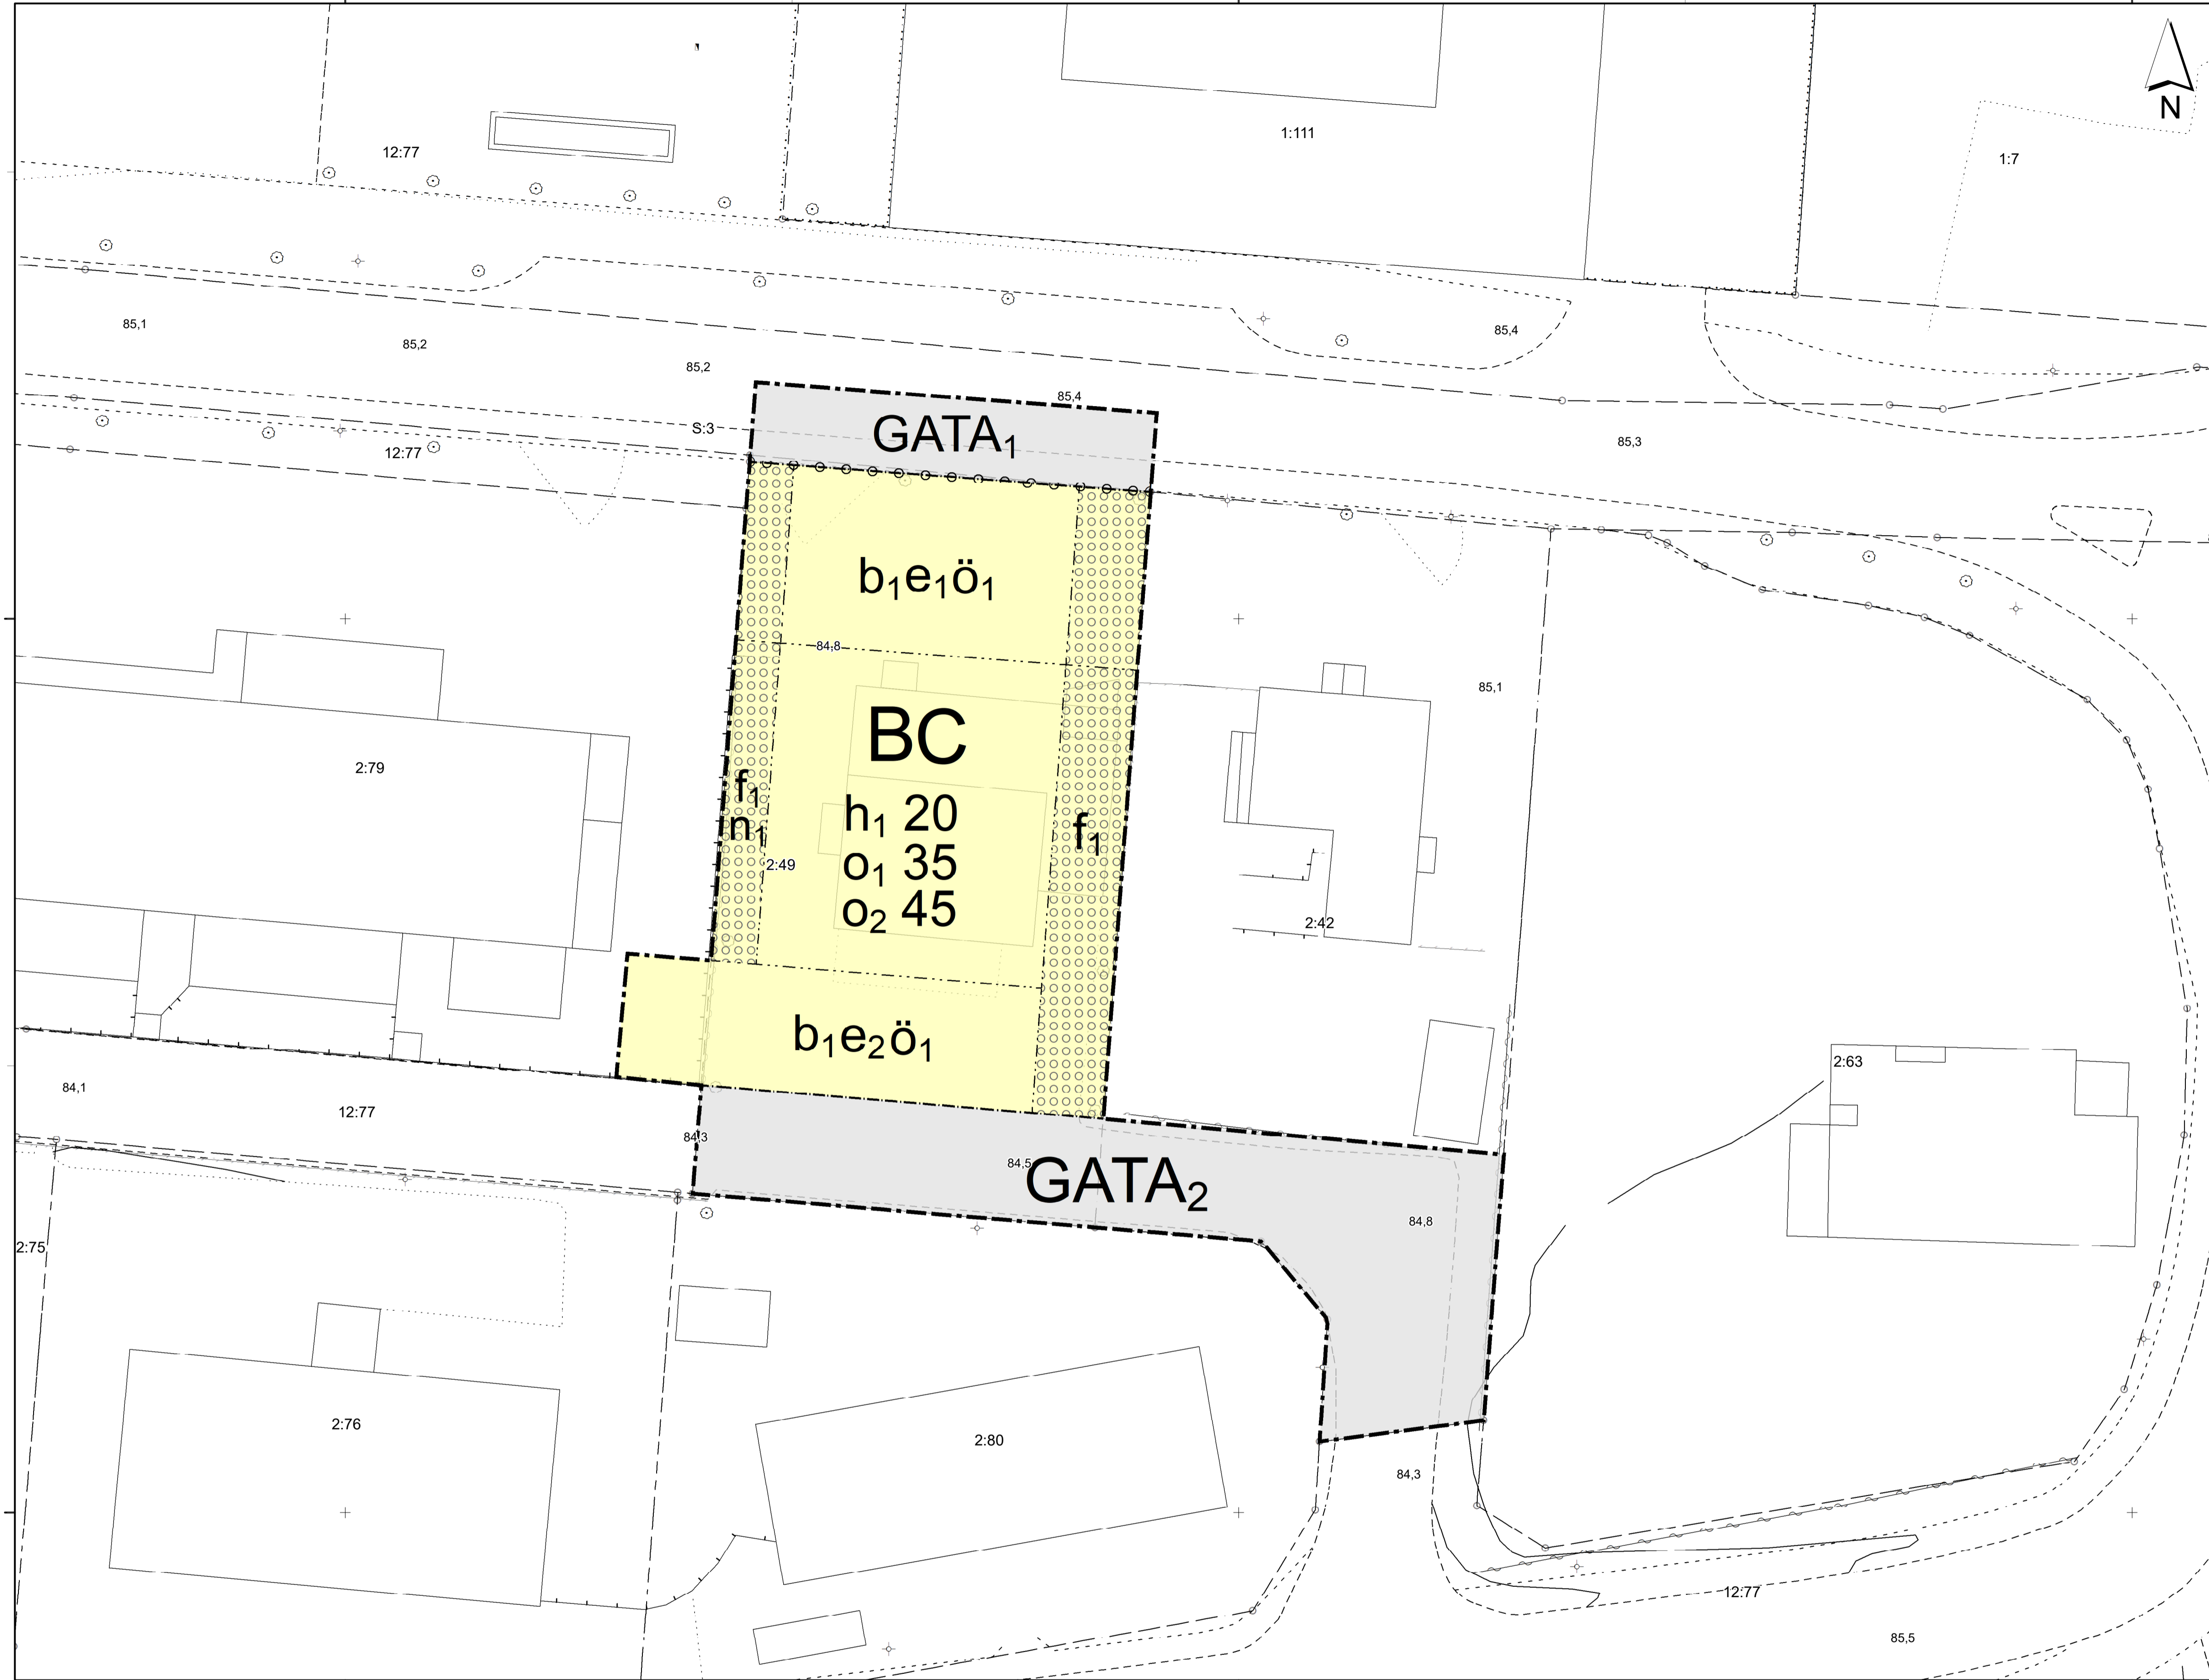 N
1:111
12:77
1:7
85,1
85,2
85,4
85,2
85,4
S:3
GATA₁
85,3
12:77
b₁e₁ö₁
84,8
85,1
BC
2:79
f₁
n₁
h₁ 20
f₁
2:49
o₁ 35
o₂ 45
2:42
b₁e₂ö₁
2:63
84,1
12:77
84,3
84,5
GATA₂
84,8
2:75
2:76
2:80
84,3
12:77
85,5